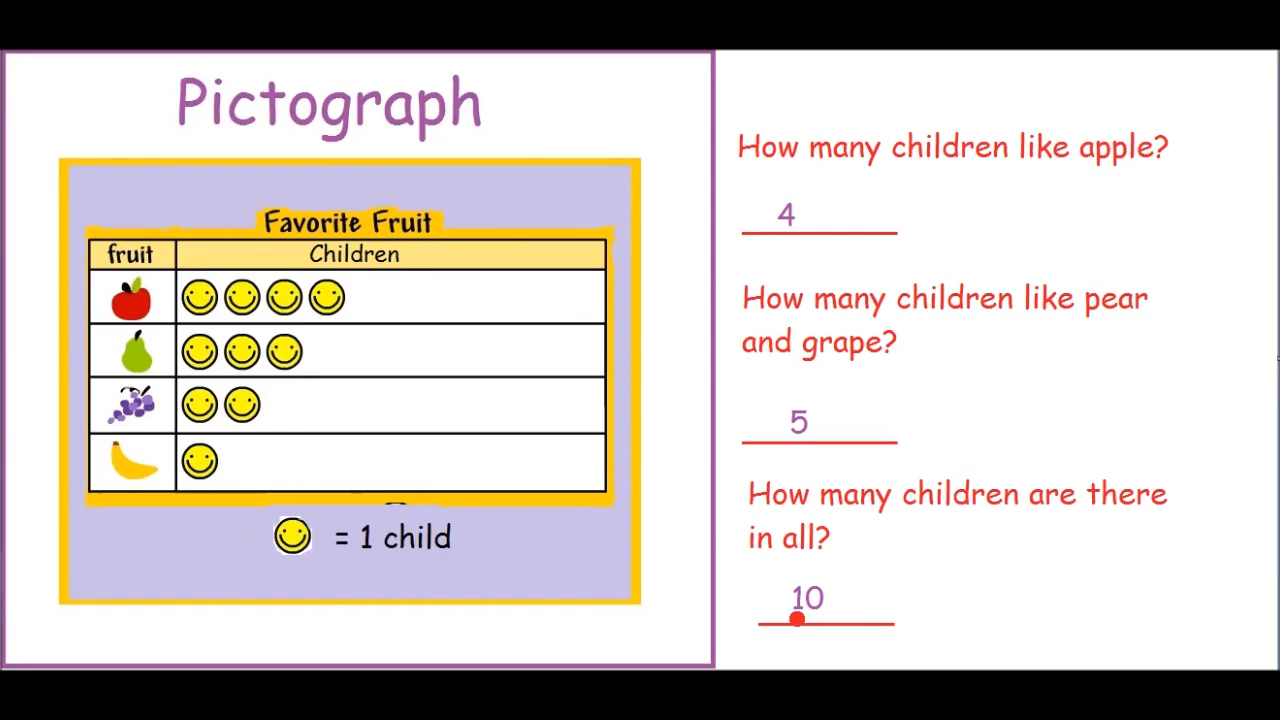 Pictograph
Favorite Fruit
fruit
Children
= 1 child
How many children like apple?
4
How many children like pear
and grape?
5
How many children are there
in all?
10